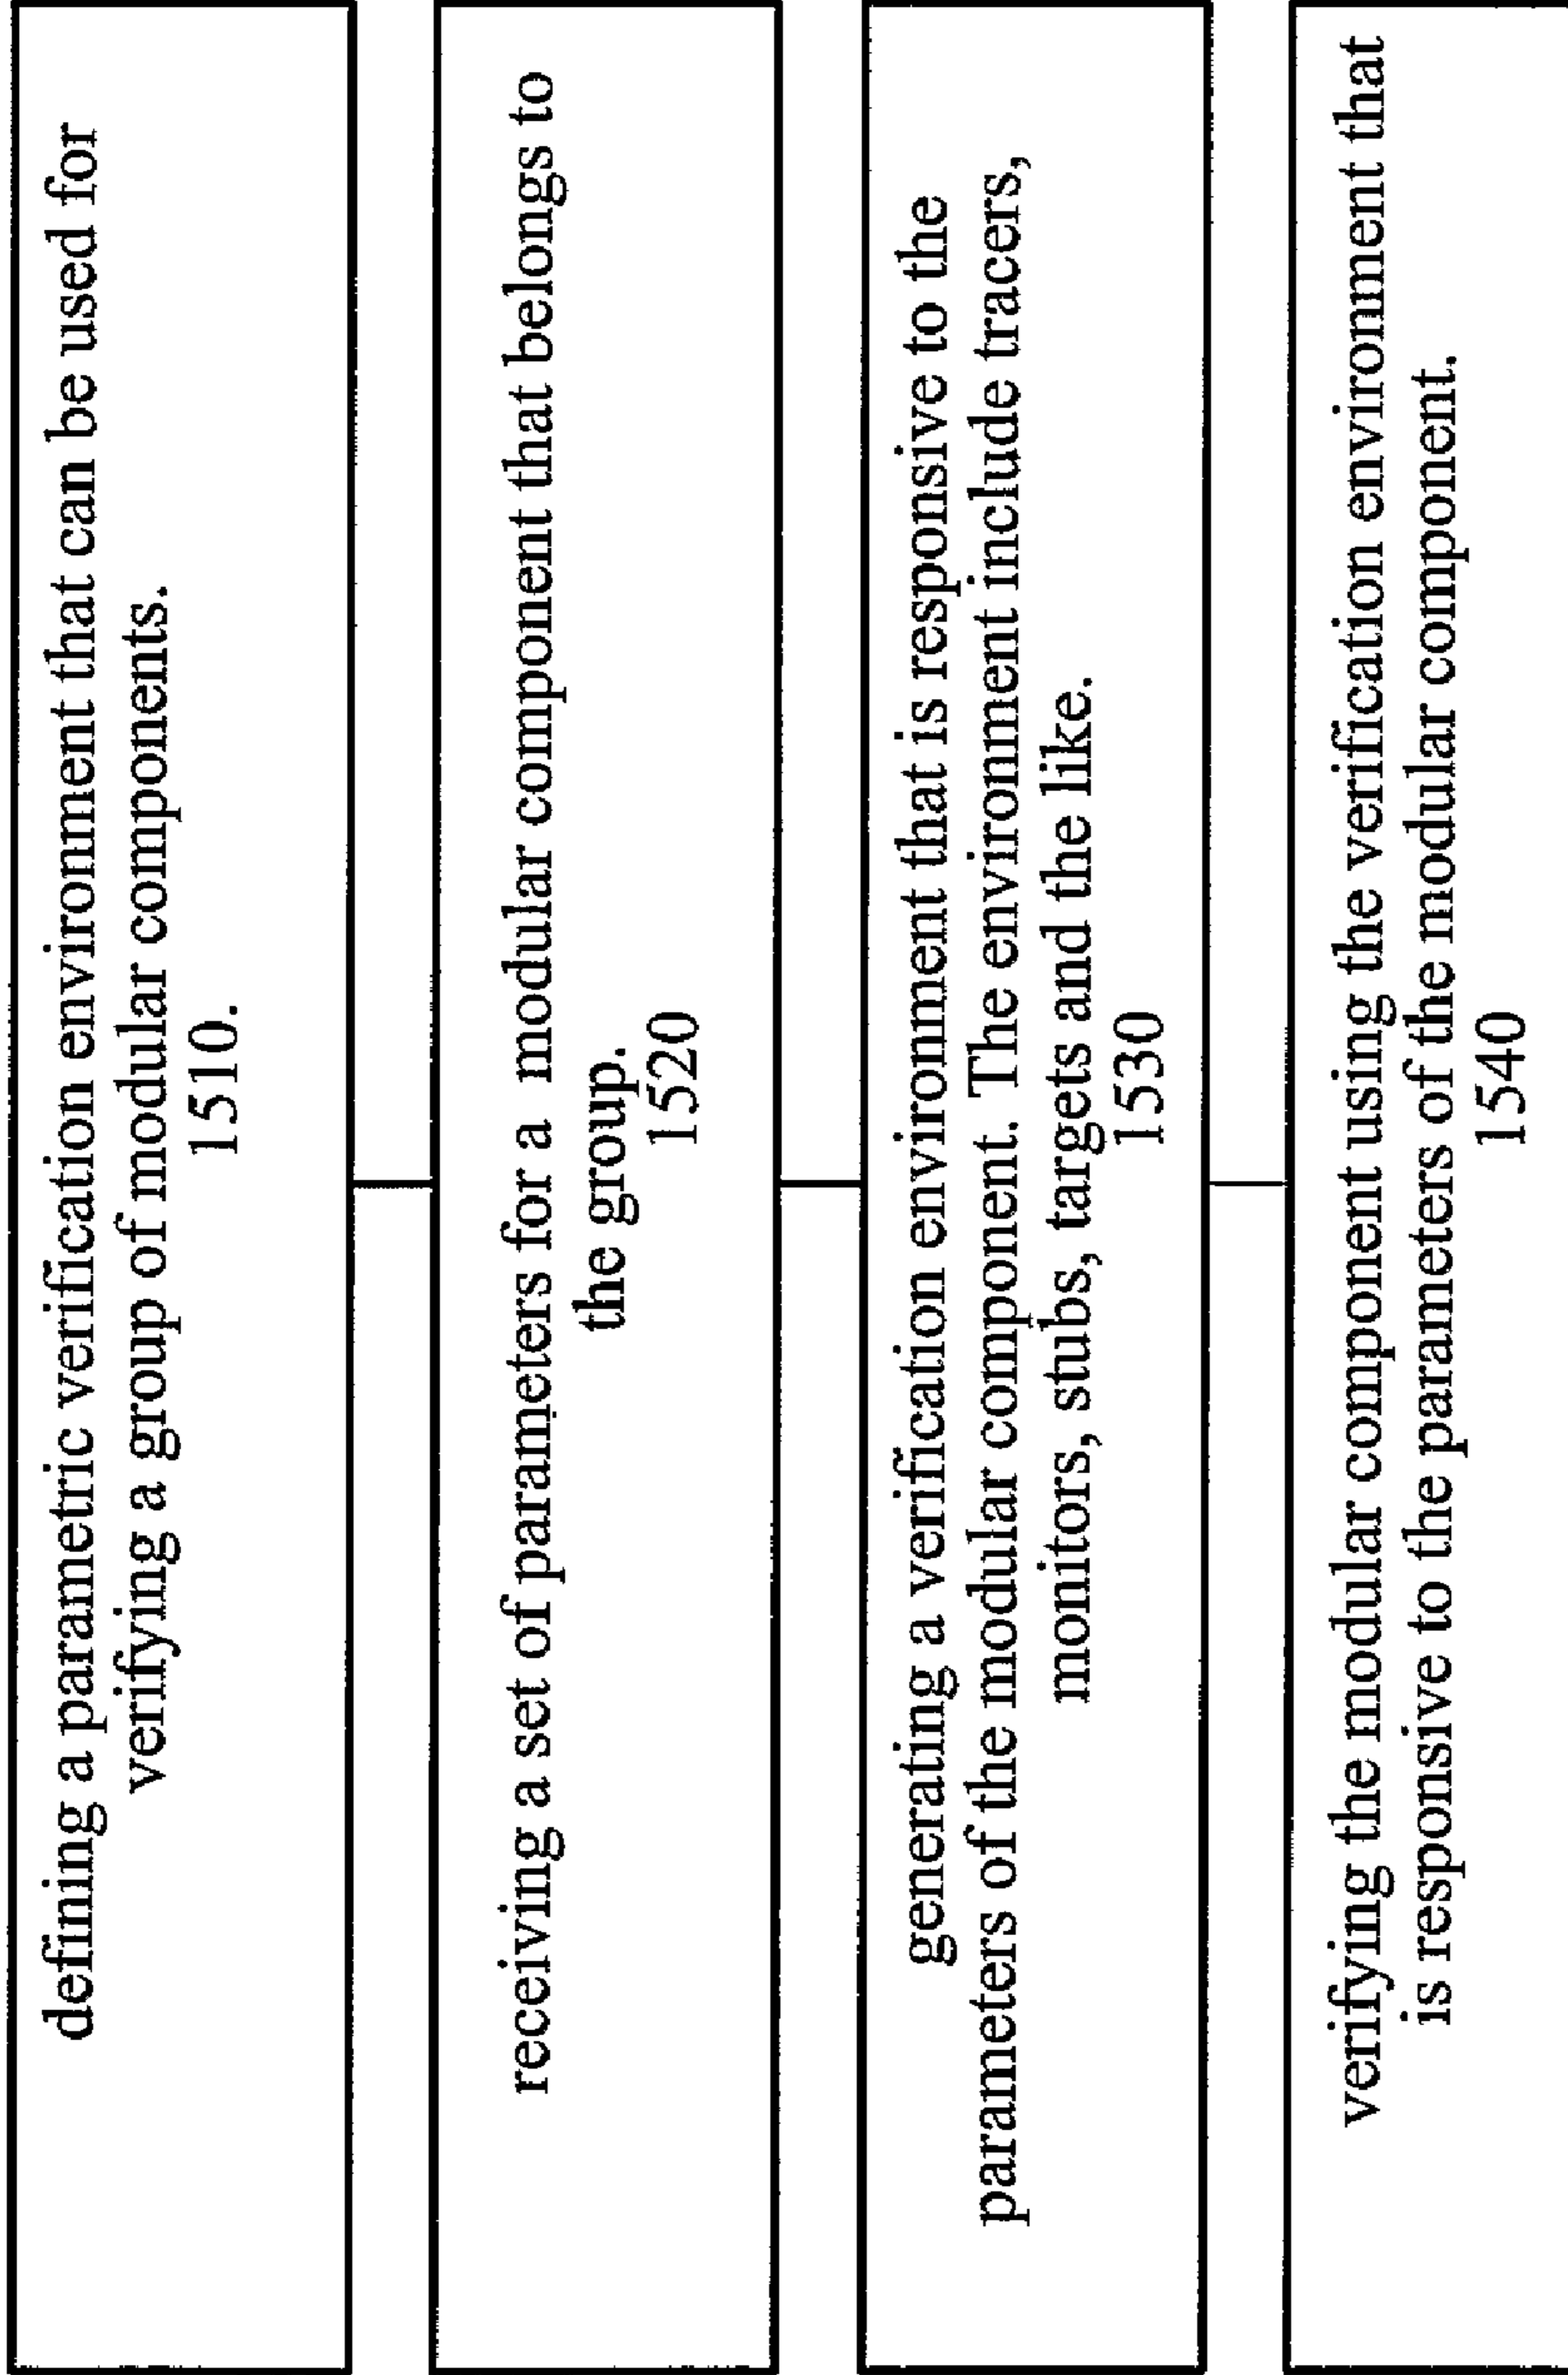 defining a parametric verification environment that can be used for
verifying a group of modular components.
1510.
receiving a set of parameters for a modular component that belongs to
the group.
1520
generating a verification environment that is responsive to the
parameters of the modular component. The environment include tracers,
monitors, stubs, targets and the like.
1530
verifying the modular component using the verification environment that
is responsive to the parameters of the modular component.
1540